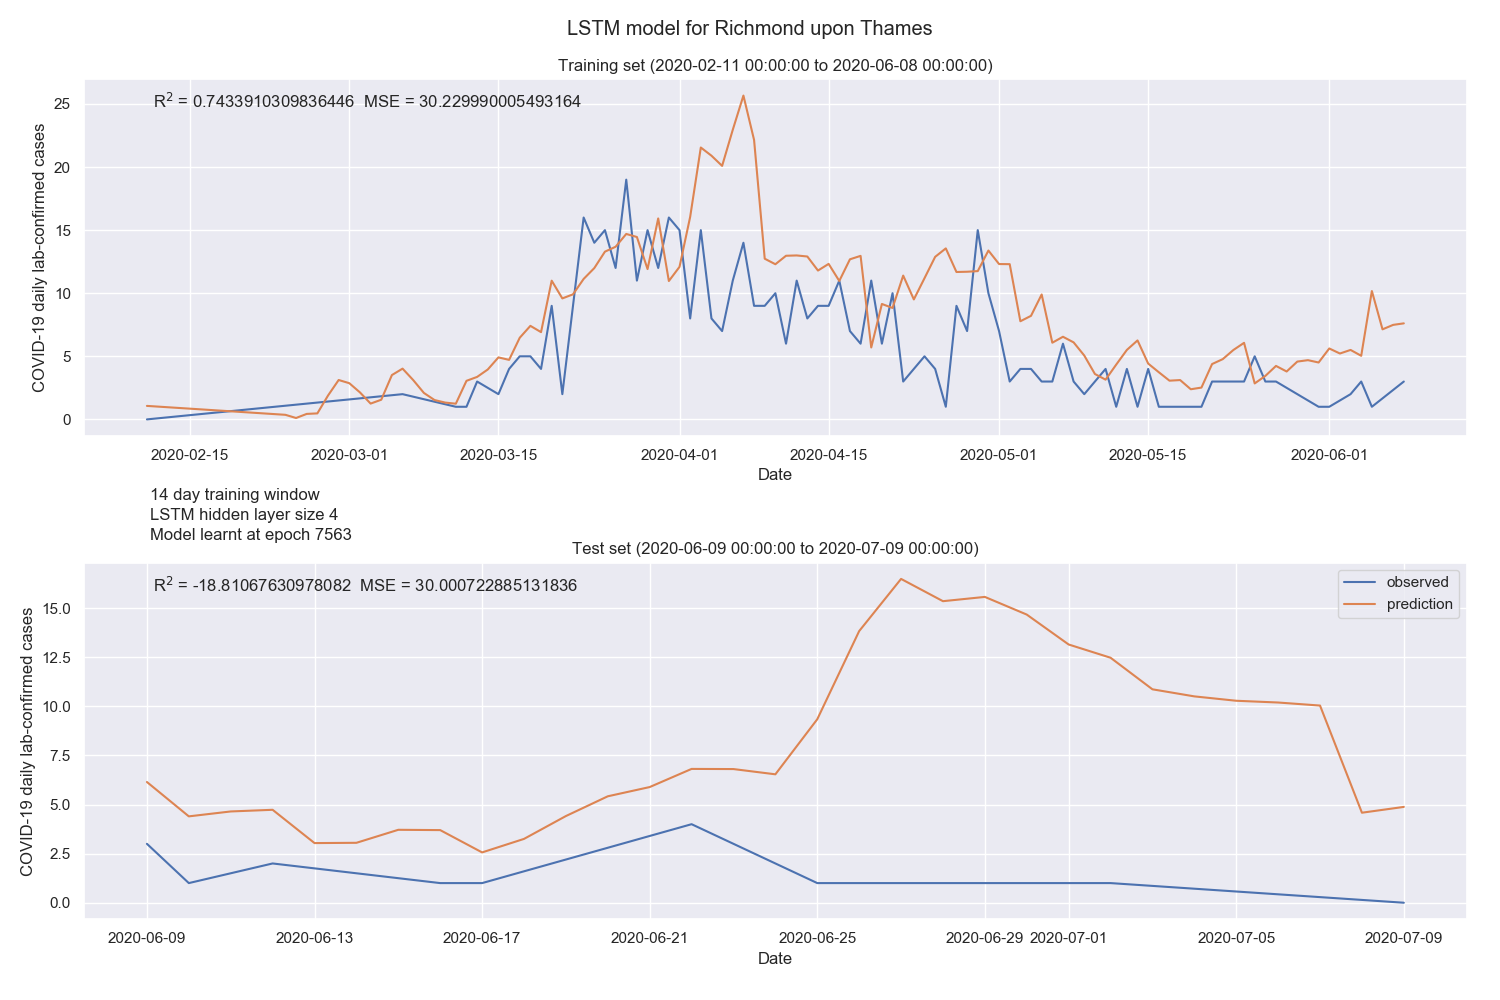 LSTM model for Richmond upon Thames
Training set (2020-02-11 00:00:00 to 2020-06-08 00:00:00)
R² = 0.7433910309836446  MSE = 30.229990005493164
COVID-19 daily lab-confirmed cases
25
20
15
10
5
0
2020-02-15 2020-03-01 2020-03-15 2020-04-01 2020-04-15 2020-05-01 2020-05-15 2020-06-01
Date
14 day training window
LSTM hidden layer size 4
Model learnt at epoch 7563
Test set (2020-06-09 00:00:00 to 2020-07-09 00:00:00)
R² = -18.81067630978082  MSE = 30.000722885131836
observed
prediction
COVID-19 daily lab-confirmed cases
15.0
12.5
10.0
7.5
5.0
2.5
0.0
2020-06-09 2020-06-13 2020-06-17 2020-06-21 2020-06-25 2020-06-29 2020-07-01 2020-07-05 2020-07-09
Date